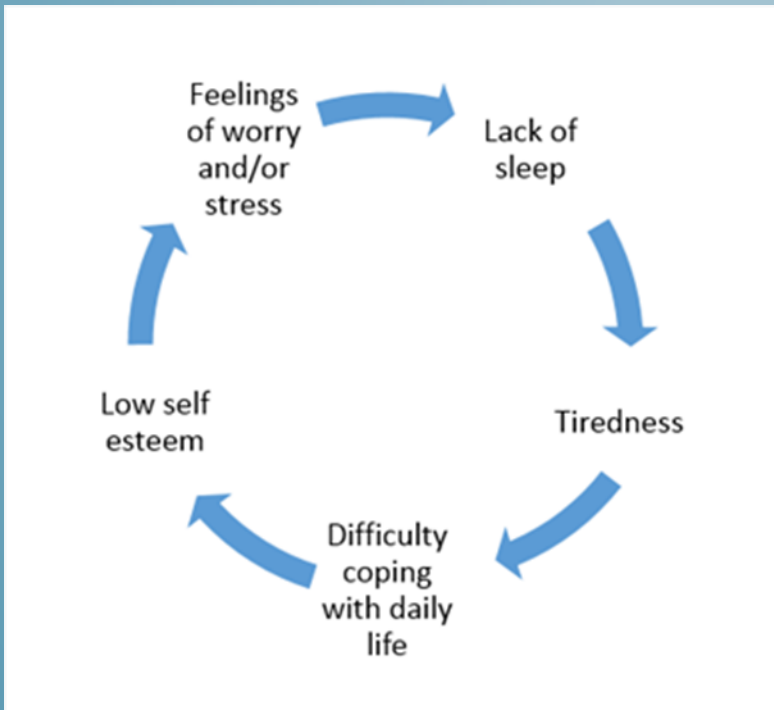 Feelings
of worry
and/or
stress
Lack of
sleep
Tiredness
Difficulty
coping
with daily
life
Low self
esteem